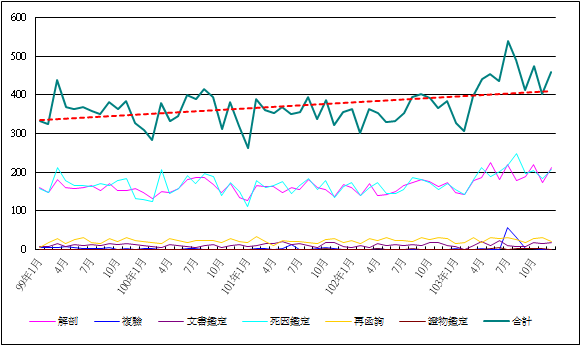 600
500
400
300
200
100
0
99年1月
4月
7月
10月
100年1月
4月
7月
10月
101年1月
4月
7月
10月
102年1月
4月
7月
10月
103年1月
4月
7月
10月
解剖
複驗
文書鑑定
死因鑑定
再函詢
證物鑑定
合計